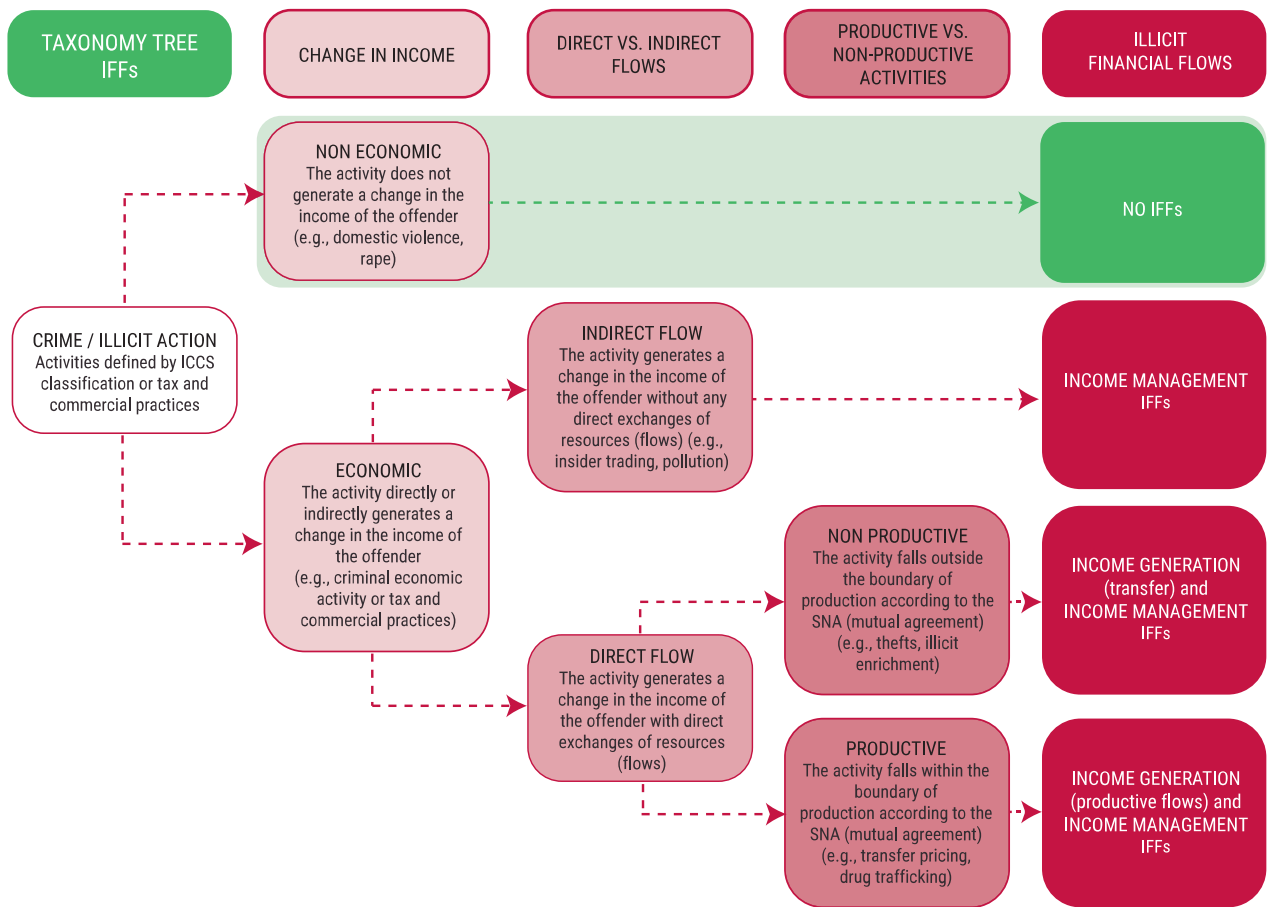 TAXONOMY TREE
IFFs
CHANGE IN INCOME
DIRECT VS. INDIRECT
FLOWS
PRODUCTIVE VS.
NON-PRODUCTIVE
ACTIVITIES
ILLICIT
FINANCIAL FLOWS
NON ECONOMIC
The activity does not
generate a change in the
income of the offender
(e.g., domestic violence,
rape)
NO IFFs
CRIME / ILLICIT ACTION
Activities defined by ICCS
classification or tax and
commercial practices
INDIRECT FLOW
The activity generates a
change in the income of
the offender without any
direct exchanges of
resources (flows) (e.g.,
insider trading, pollution)
INCOME MANAGEMENT
IFFs
ECONOMIC
The activity directly or
indirectly generates a
change in the income of
the offender
(e.g., criminal economic
activity or tax and
commercial practices)
NON PRODUCTIVE
The activity falls outside
the boundary of
production according to the
SNA (mutual agreement)
(e.g., thefts, illicit
enrichment)
INCOME GENERATION
(transfer) and
INCOME MANAGEMENT
IFFs
DIRECT FLOW
The activity generates a
change in the income of
the offender with direct
exchanges of resources
(flows)
PRODUCTIVE
The activity falls within the
boundary of
production according to the
SNA (mutual agreement)
(e.g., transfer pricing,
drug trafficking)
INCOME GENERATION
(productive flows) and
INCOME MANAGEMENT
IFFs